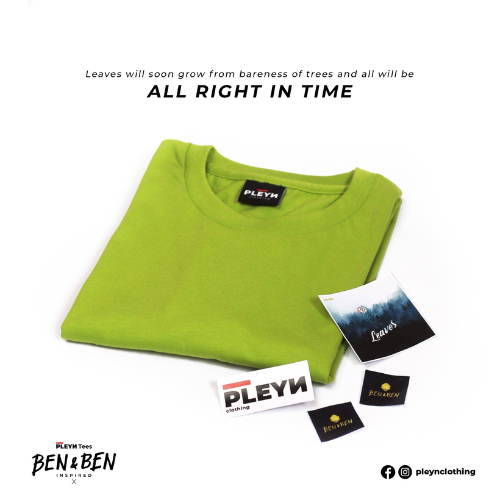 Leaves will soon grow from bareness of trees and all will be
ALL RIGHT IN TIME
PLEYN
CLOTHING
Leaves
PLEYN
clothing
BEN&BEN
BEN&BEN
PLEYN Tees
BEN&BEN
INSPIRED
X
pleynclothing